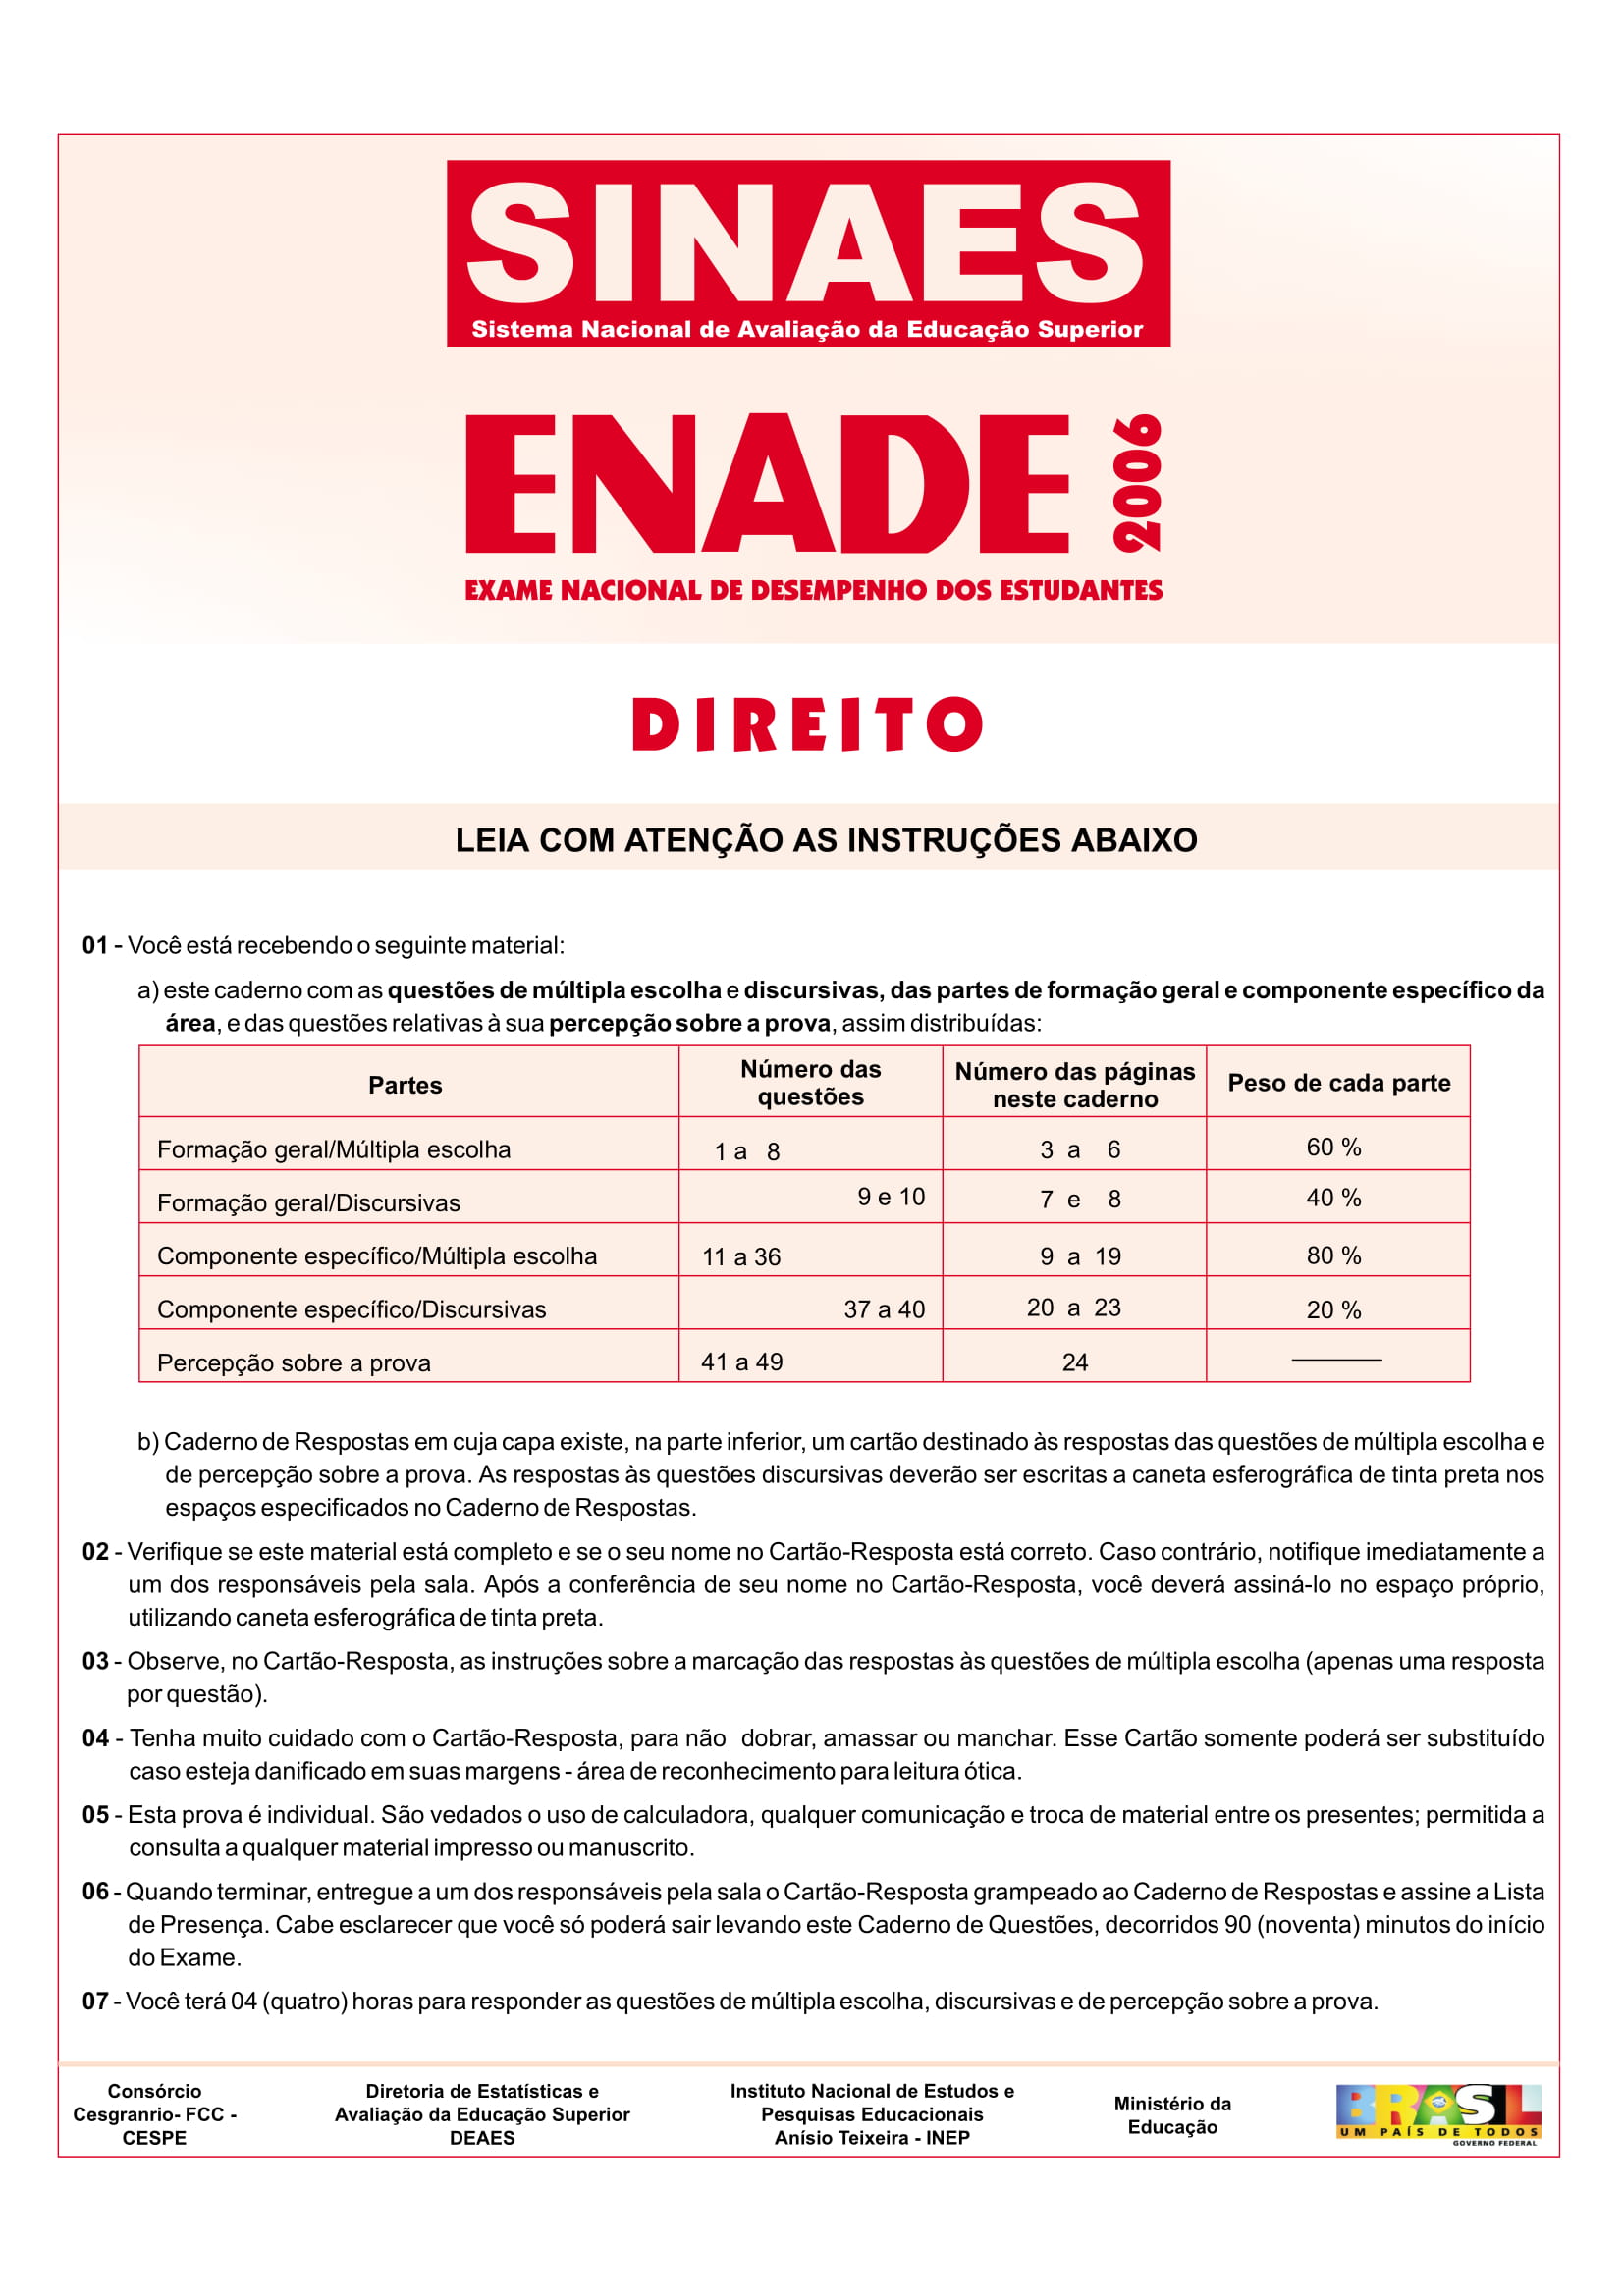 SINAES
Sistema Nacional de Avaliação da Educação Superior
ENADE 2006
EXAME NACIONAL DE DESEMPENHO DOS ESTUDANTES
DIREITO
LEIA COM ATENÇÃO AS INSTRUÇÕES ABAIXO
01 - Você está recebendo o seguinte material:
a) este caderno com as questões de múltipla escolha e discursivas, das partes de formação geral e componente específico da
área, e das questões relativas à sua percepção sobre a prova, assim distribuídas:
Partes
Número das
questões
Número das páginas
neste caderno
Peso de cada parte
Formação geral/Múltipla escolha 1 a 8 3 a 6 60 %
Formação geral/Discursivas 9 e 10 7 e 8 40 %
Componente específico/Múltipla escolha 11 a 36 9 a 19 80 %
Componente específico/Discursivas 37 a 40 20 a 23 20 %
Percepção sobre a prova 41 a 49 24
b) Caderno de Respostas em cuja capa existe, na parte inferior, um cartão destinado às respostas das questões de múltipla escolha e
de percepção sobre a prova. As respostas às questões discursivas deverão ser escritas a caneta esferográfica de tinta preta nos
espaços especificados no Caderno de Respostas.
02 - Verifique se este material está completo e se o seu nome no Cartão-Resposta está correto. Caso contrário, notifique imediatamente a
um dos responsáveis pela sala. Após a conferência de seu nome no Cartão-Resposta, você deverá assiná-lo no espaço próprio,
utilizando caneta esferográfica de tinta preta.
03 - Observe, no Cartão-Resposta, as instruções sobre a marcação das respostas às questões de múltipla escolha (apenas uma resposta
por questão).
04 - Tenha muito cuidado com o Cartão-Resposta, para não dobrar, amassar ou manchar. Esse Cartão somente poderá ser substituído
caso esteja danificado em suas margens - área de reconhecimento para leitura ótica.
05 - Esta prova é individual. São vedados o uso de calculadora, qualquer comunicação e troca de material entre os presentes; permitida a
consulta a qualquer material impresso ou manuscrito.
06 - Quando terminar, entregue a um dos responsáveis pela sala o Cartão-Resposta grampeado ao Caderno de Respostas e assine a Lista
de Presença. Cabe esclarecer que você só poderá sair levando este Caderno de Questões, decorridos 90 (noventa) minutos do início
do Exame.
07 - Você terá 04 (quatro) horas para responder as questões de múltipla escolha, discursivas e de percepção sobre a prova.
Consórcio
Cesgranrio- FCC -
CESPE
Diretoria de Estatísticas e
Avaliação da Educação Superior
DEAES
Instituto Nacional de Estudos e
Pesquisas Educacionais
Anísio Teixeira - INEP
Ministério da
Educação
BRASIL
UM PAÍS DE TODOS
GOVERNO FEDERAL